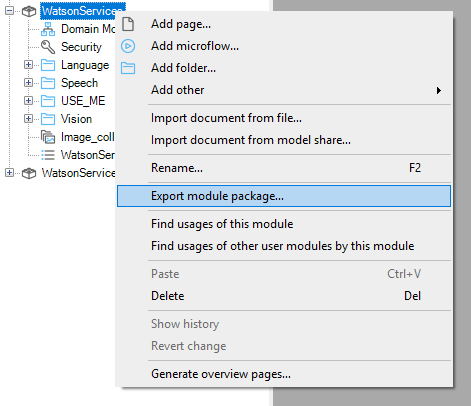 WatsonServices
Domain Mo
Security
Language
Speech
USE_ME
Vision
Image_coll
WatsonSer
WatsonService
Add page...
Add microflow...
Add folder...
Add other
Import document from file...
Import document from model share...
Rename... F2
Export module package...
Find usages of this module
Find usages of other user modules by this module
Paste Ctrl+V
Delete Del
Show history
Revert change
Generate overview pages...